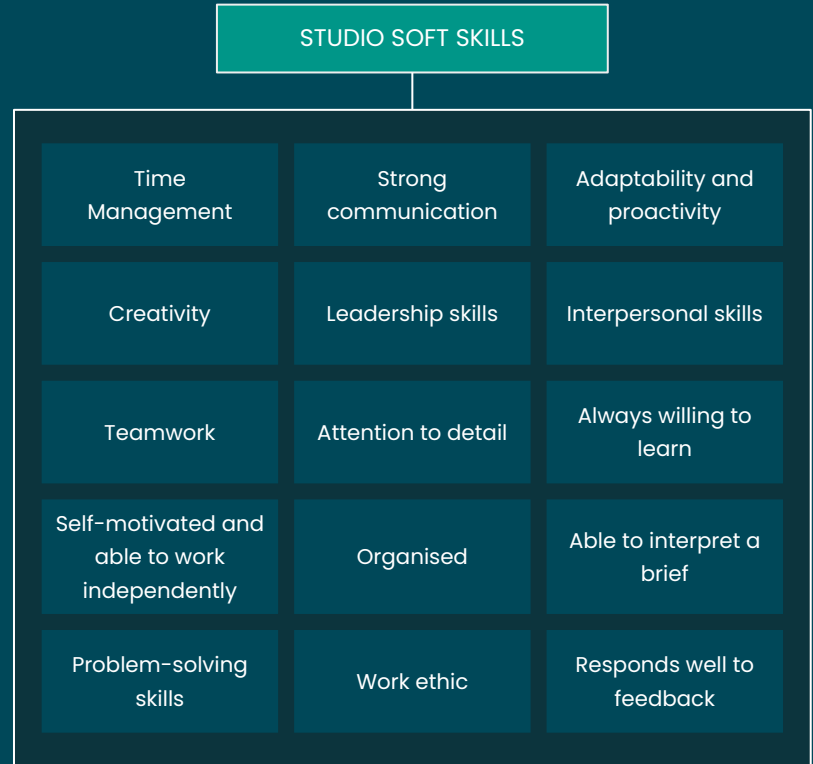 STUDIO SOFT SKILLS
Time
Management
Strong
communication
Adaptability and
proactivity
Creativity
Leadership skills
Interpersonal skills
Teamwork
Attention to detail
Always willing to
learn
Self-motivated and
able to work
independently
Organised
Able to interpret a
brief
Problem-solving
skills
Work ethic
Responds well to
feedback